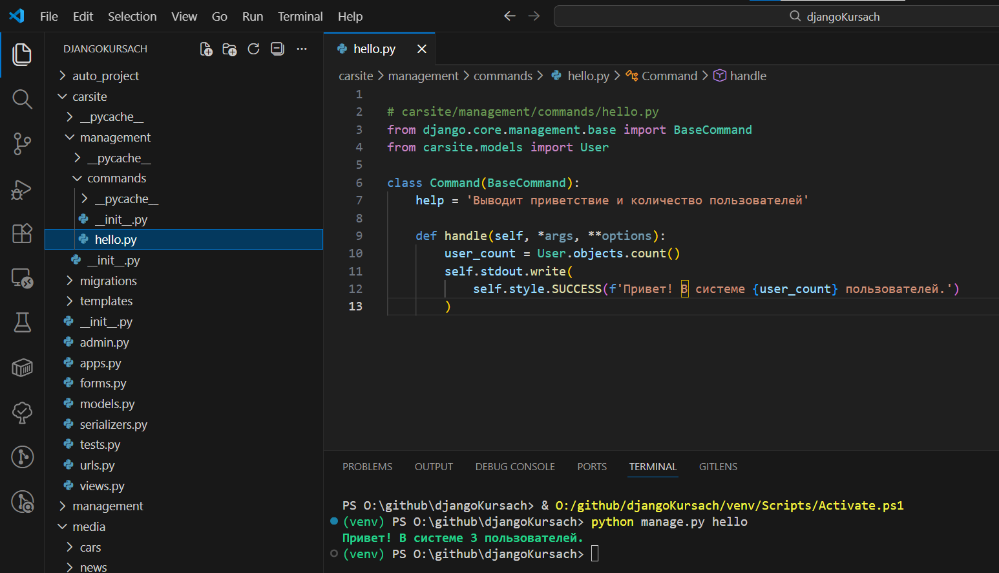 File Edit Selection View Go Run Terminal Help
djangoKursach
DJANGOKURSACH
auto_project
carsite
__pycache__
management
__pycache__
commands
__pycache__
__init__.py
hello.py
__init__.py
migrations
templates
__init__.py
admin.py
apps.py
forms.py
models.py
serializers.py
tests.py
urls.py
views.py
management
media
cars
news
hello.py
carsite > management > commands > hello.py > Command > handle
1
2 # carsite/management/commands/hello.py
3 from django.core.management.base import BaseCommand
4 from carsite.models import User
5
6 class Command(BaseCommand):
7 help = 'Выводит приветствие и количество пользователей'
8
9 def handle(self, *args, **options):
10 user_count = User.objects.count()
11 self.stdout.write(
12 self.style.SUCCESS(f'Привет! В системе {user_count} пользователей.')
13 )
PROBLEMS OUTPUT DEBUG CONSOLE PORTS TERMINAL GITLENS
PS O:\github\djangoKursach> & O:/github/djangoKursach/venv/Scripts/Activate.ps1
(venv) PS O:\github\djangoKursach> python manage.py hello
Привет! В системе 3 пользователей.
(venv) PS O:\github\djangoKursach>